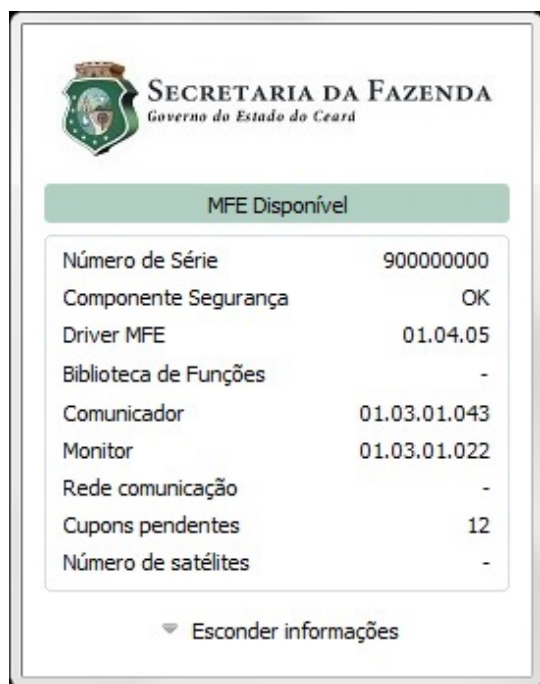 SECRETARIA DA FAZENDA
Governo do Estado do Ceará
MFE Disponível
Número de Série 900000000
Componente Segurança OK
Driver MFE 01.04.05
Biblioteca de Funções -
Comunicador 01.03.01.043
Monitor 01.03.01.022
Rede comunicação -
Cupons pendentes 12
Número de satélites -
Esconder informações